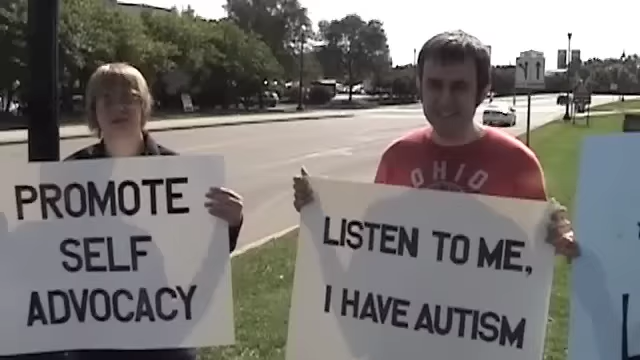 PROMOTE
SELF
ADVOCACY
OHIO
LISTEN TO ME,
I HAVE AUTISM